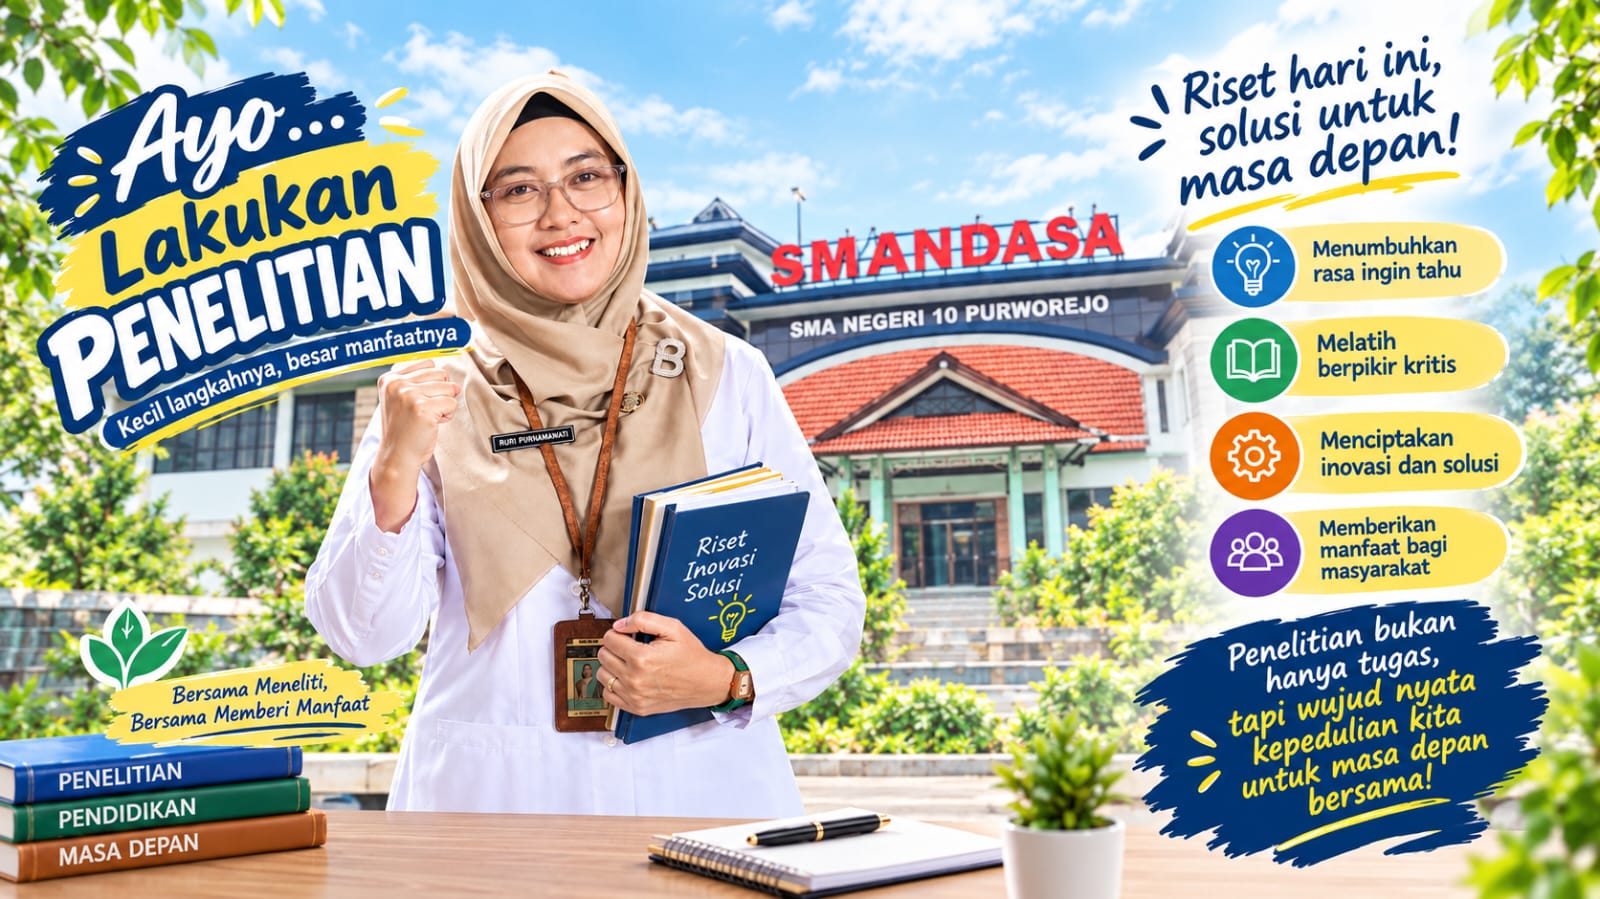 Ayo...
Lakukan
PENELITIAN
Kecil langkahnya, besar manfaatnya
Riset hari ini,
solusi untuk
masa depan!
SMANDASA
SMA NEGERI 10 PURWOREJO
Menumbuhkan
rasa ingin tahu
Melatih
berpikir kritis
Menciptakan
inovasi dan solusi
Memberikan
manfaat bagi
masyarakat
B
RURI PURNAMAWATI
Riset
Inovasi
Solusi
Bersama Meneliti,
Bersama Memberi Manfaat
Penelitian bukan
hanya tugas,
tapi wujud nyata
kepedulian kita
untuk masa depan
bersama!
PENELITIAN
PENDIDIKAN
MASA DEPAN